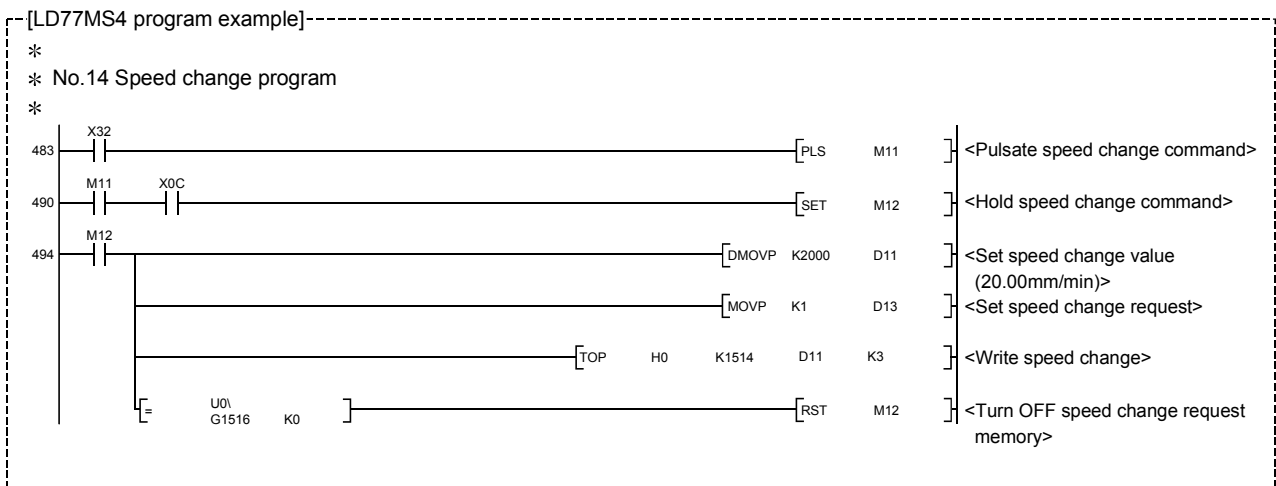 [LD77MS4 program example]
*
* No.14 Speed change program
*
X32
483 PLS M11 <Pulsate speed change command>
M11 X0C
490 SET M12 <Hold speed change command>
M12
494 DMOVP K2000 D11 <Set speed change value
(20.00mm/min)>
MOVP K1 D13 <Set speed change request>
TOP H0 K1514 D11 K3 <Write speed change>
= U0\
G1516 K0 RST M12 <Turn OFF speed change request
memory>